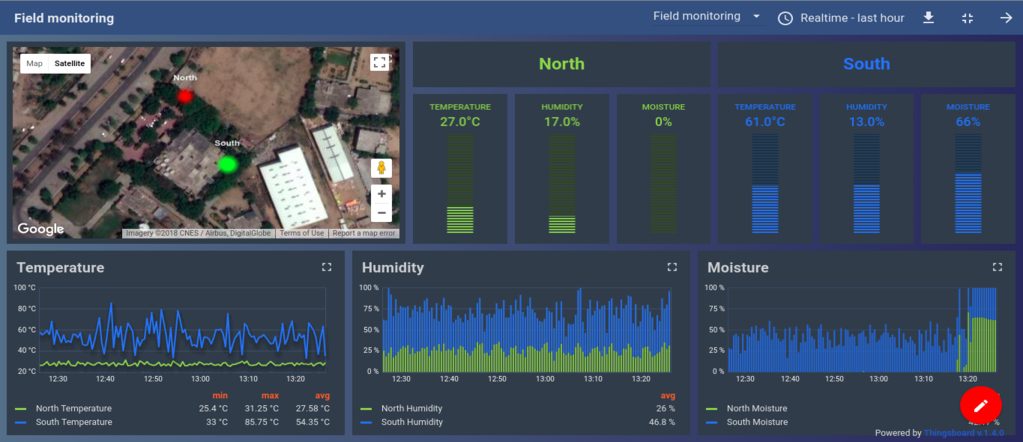 Field monitoring
Field monitoring
Realtime - last hour
Map Satellite
North
South
Google
Imagery ©2018 CNES / Airbus, DigitalGlobe Terms of Use Report a map error
North
TEMPERATURE
27.0°C
HUMIDITY
17.0%
MOISTURE
0%
South
TEMPERATURE
61.0°C
HUMIDITY
13.0%
MOISTURE
66%
Temperature
100 °C
80 °C
60 °C
40 °C
20 °C
12:30 12:40 12:50 13:00 13:10 13:20
min max avg
North Temperature 25.4 °C 31.25 °C 27.58 °C
South Temperature 33 °C 85.75 °C 54.35 °C
Humidity
100 %
75 %
50 %
25 %
0 %
12:30 12:40 12:50 13:00 13:10 13:20
avg
North Humidity 26 %
South Humidity 46.8 %
Moisture
100 %
75 %
50 %
25 %
0 %
12:30 12:40 12:50 13:00 13:10 13:20
North Moisture
South Moisture
Powered by Thingsboard v.1.4.0